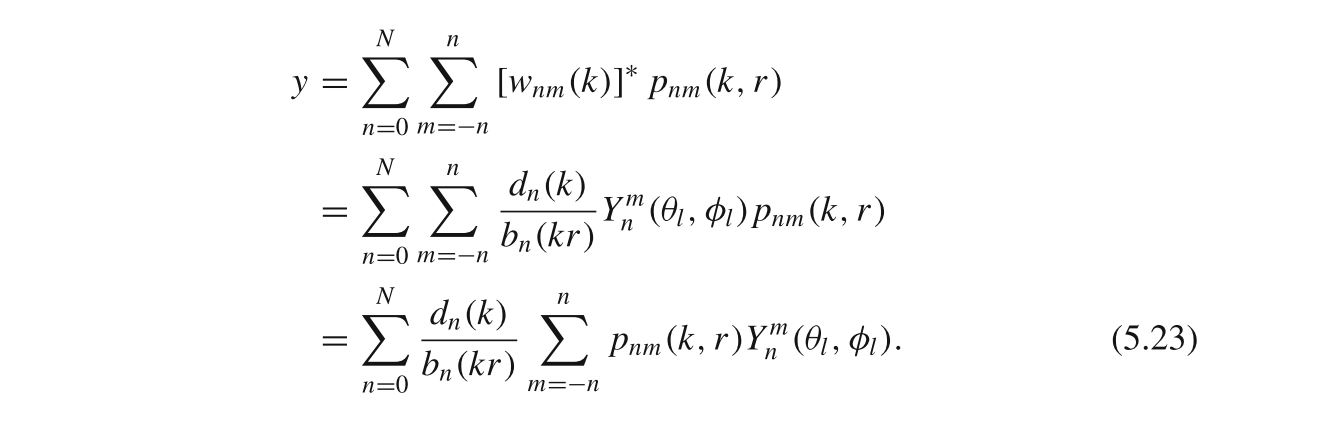 $y = \sum_{n=0}^{N} \sum_{m=-n}^{n} [w_{nm}(k)]^{*} \, p_{nm}(k, r)$
$= \sum_{n=0}^{N} \sum_{m=-n}^{n} \frac{d_n(k)}{b_n(kr)} Y_n^m(\theta_l, \phi_l) p_{nm}(k, r)$
$= \sum_{n=0}^{N} \frac{d_n(k)}{b_n(kr)} \sum_{m=-n}^{n} p_{nm}(k, r) Y_n^m(\theta_l, \phi_l).$ (5.23)